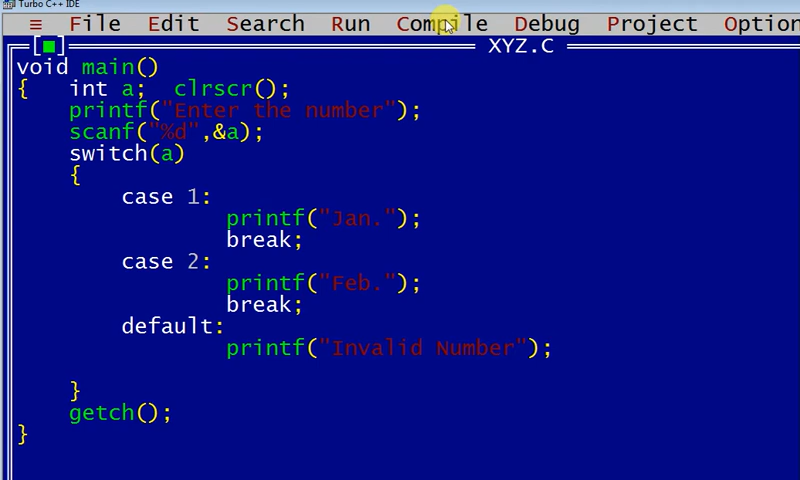 Turbo C++ IDE
≡ File Edit Search Run Compile Debug Project Option
[■] XYZ.C
void main()
{ int a; clrscr();
printf("Enter the number");
scanf("%d",&a);
switch(a)
{
case 1:
printf("Jan.");
break;
case 2:
printf("Feb.");
break;
default:
printf("Invalid Number");
}
getch();
}